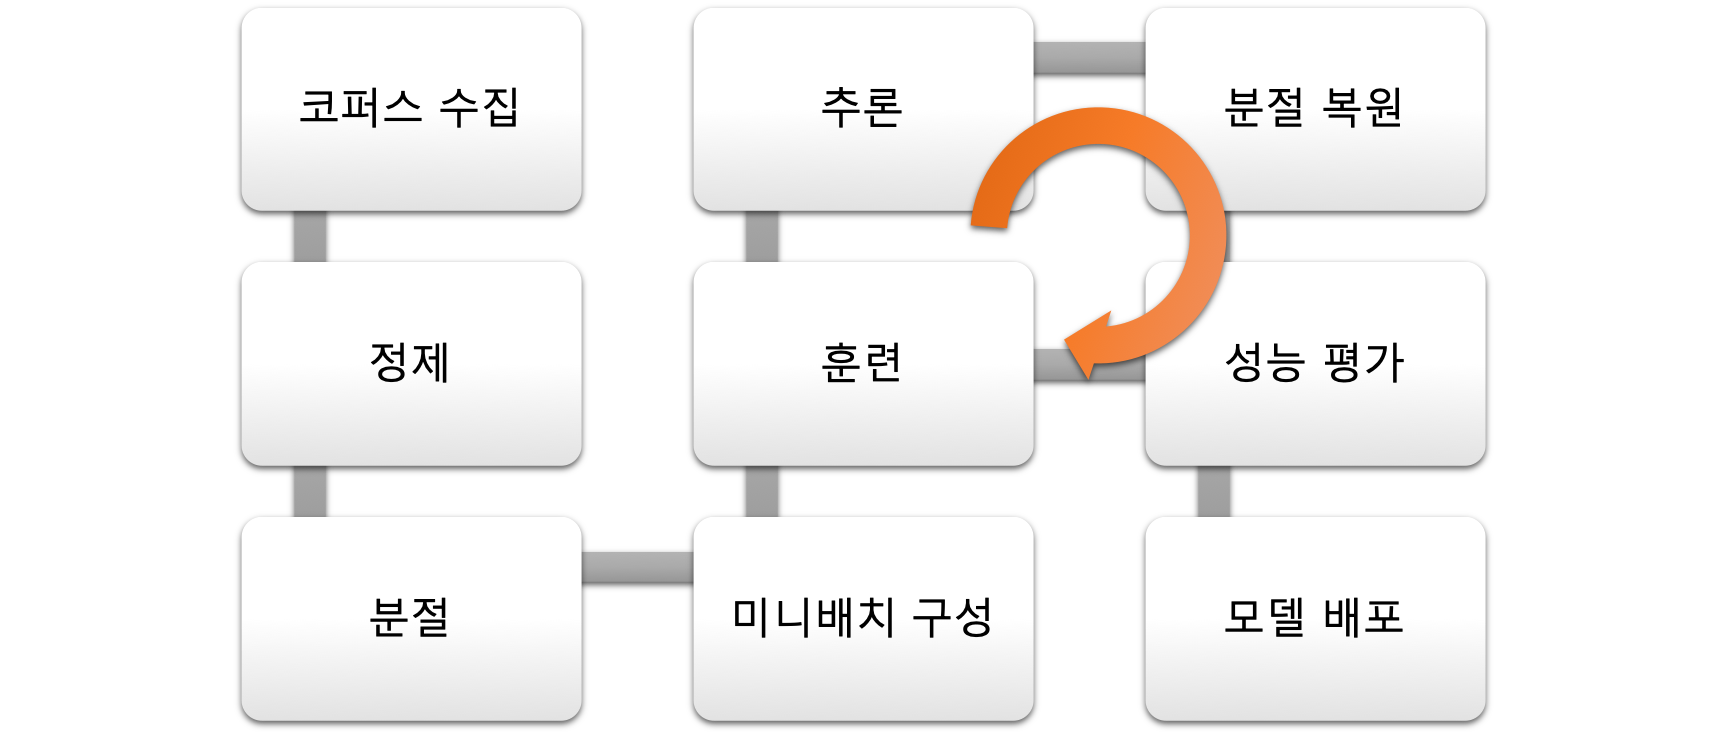 코퍼스 수집
추론
분절 복원
정제
훈련
성능 평가
분절
미니배치 구성
모델 배포